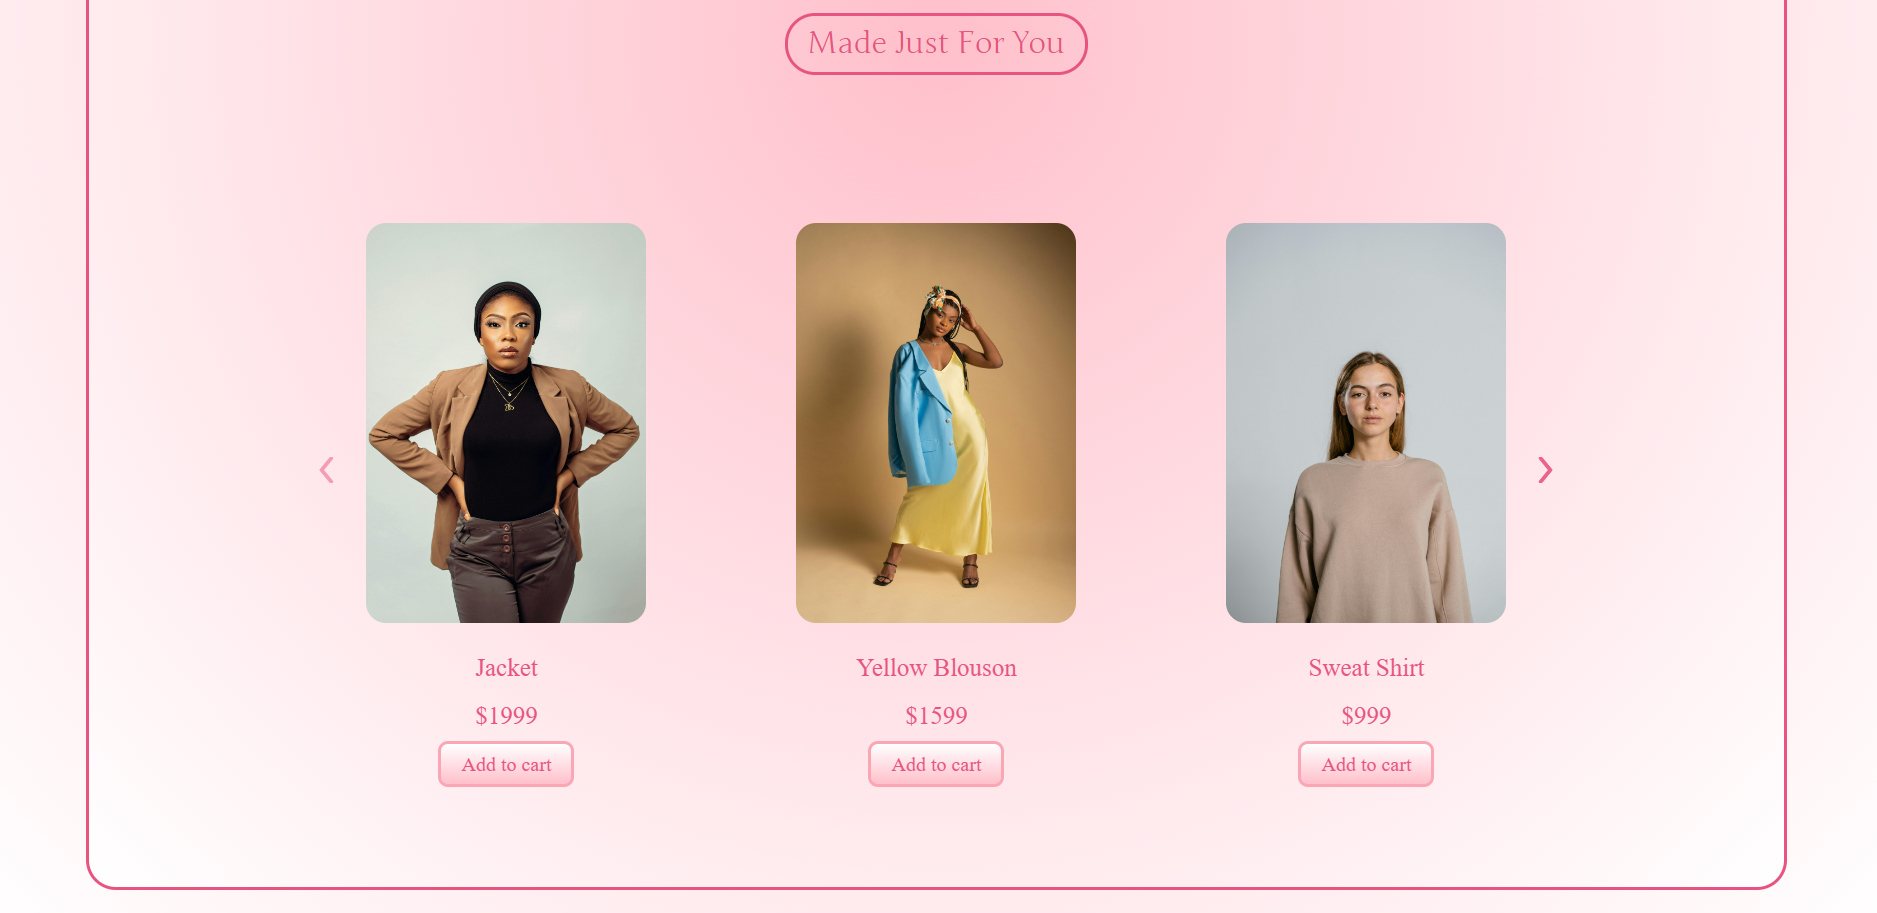 Made Just For You
Jacket
$1999
Add to cart
Yellow Blouson
$1599
Add to cart
Sweat Shirt
$999
Add to cart